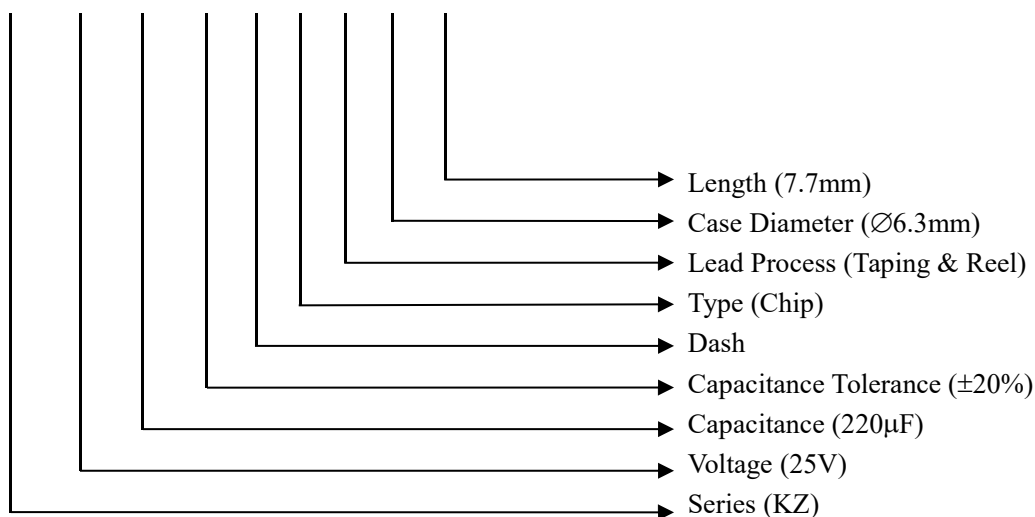 Length (7.7mm)
Case Diameter (∅6.3mm)
Lead Process (Taping & Reel)
Type (Chip)
Dash
Capacitance Tolerance (±20%)
Capacitance (220μF)
Voltage (25V)
Series (KZ)